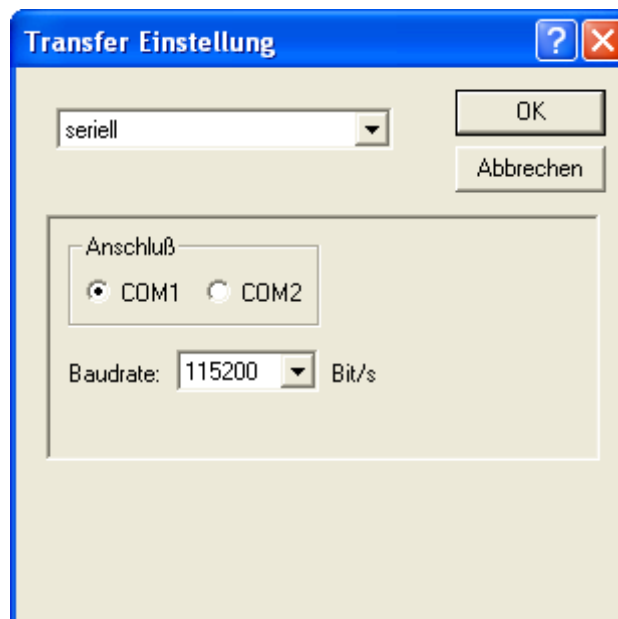 Transfer Einstellung
seriell
OK
Abbrechen
Anschluß
COM1 COM2
Baudrate: 115200 Bit/s